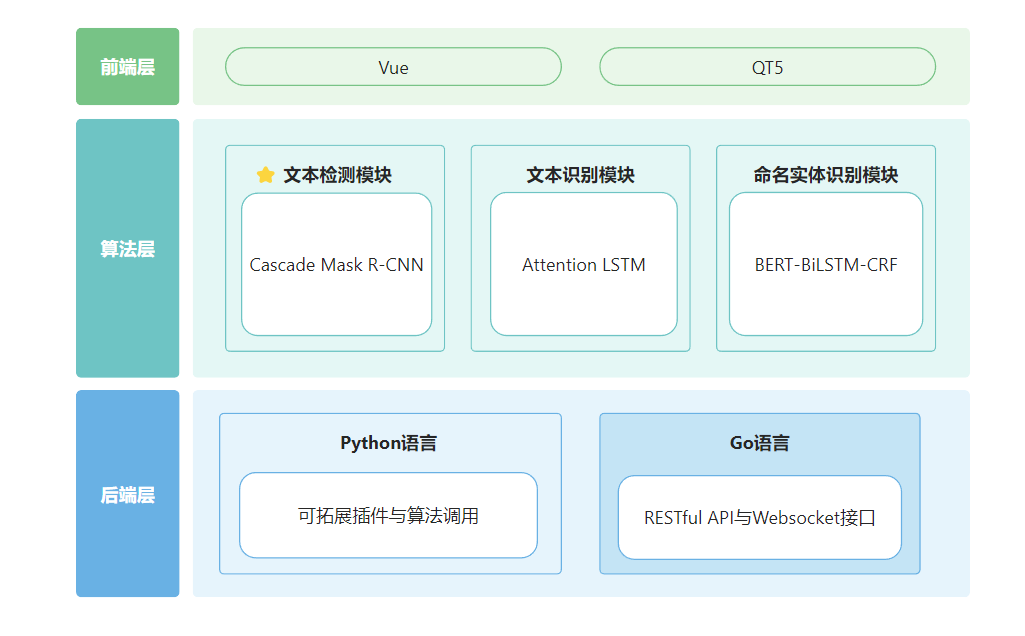 前端层
Vue
QT5
算法层
文本检测模块
Cascade Mask R-CNN
文本识别模块
Attention LSTM
命名实体识别模块
BERT-BiLSTM-CRF
后端层
Python语言
可拓展插件与算法调用
Go语言
RESTful API与Websocket接口